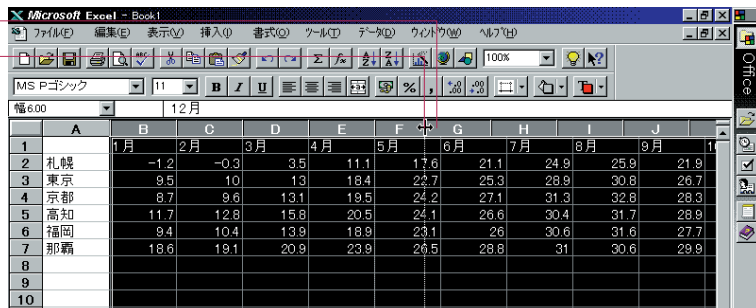 Microsoft Excel - Book1
ファイル(F) 編集(E) 表示(V) 挿入(I) 書式(O) ツール(T) データ(D) ウィンドウ(W) ヘルプ(H)
100%
MS Pゴシック 11 B I U % ,
幅6.00 12月
A B C D E F G H I J
1 1月 2月 3月 4月 5月 6月 7月 8月 9月
2 札幌 -1.2 -0.3 3.5 11.1 17.6 21.1 24.9 25.9 21.9
3 東京 9.5 10 13 18.4 22.7 25.3 28.9 30.8 26.7
4 京都 8.7 9.6 13.1 19.5 24.2 27.1 31.3 32.8 28.3
5 高知 11.7 12.8 15.8 20.5 24.1 26.6 30.4 31.7 28.9
6 福岡 9.4 10.4 13.9 18.9 23.1 26 30.6 31.6 27.7
7 那覇 18.6 19.1 20.9 23.9 26.5 28.8 31 30.6 29.9
8
9
10
Office